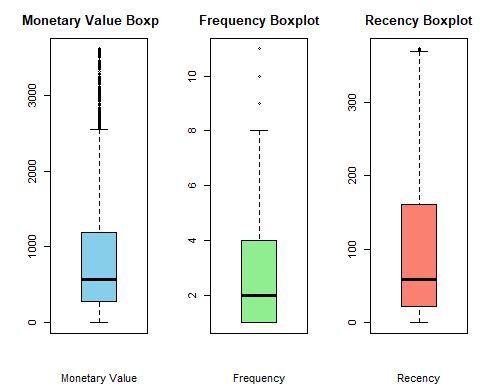 Monetary Value Boxp
Frequency Boxplot
Recency Boxplot
3000
2000
1000
0
10
8
6
4
2
300
200
100
0
Monetary Value
Frequency
Recency